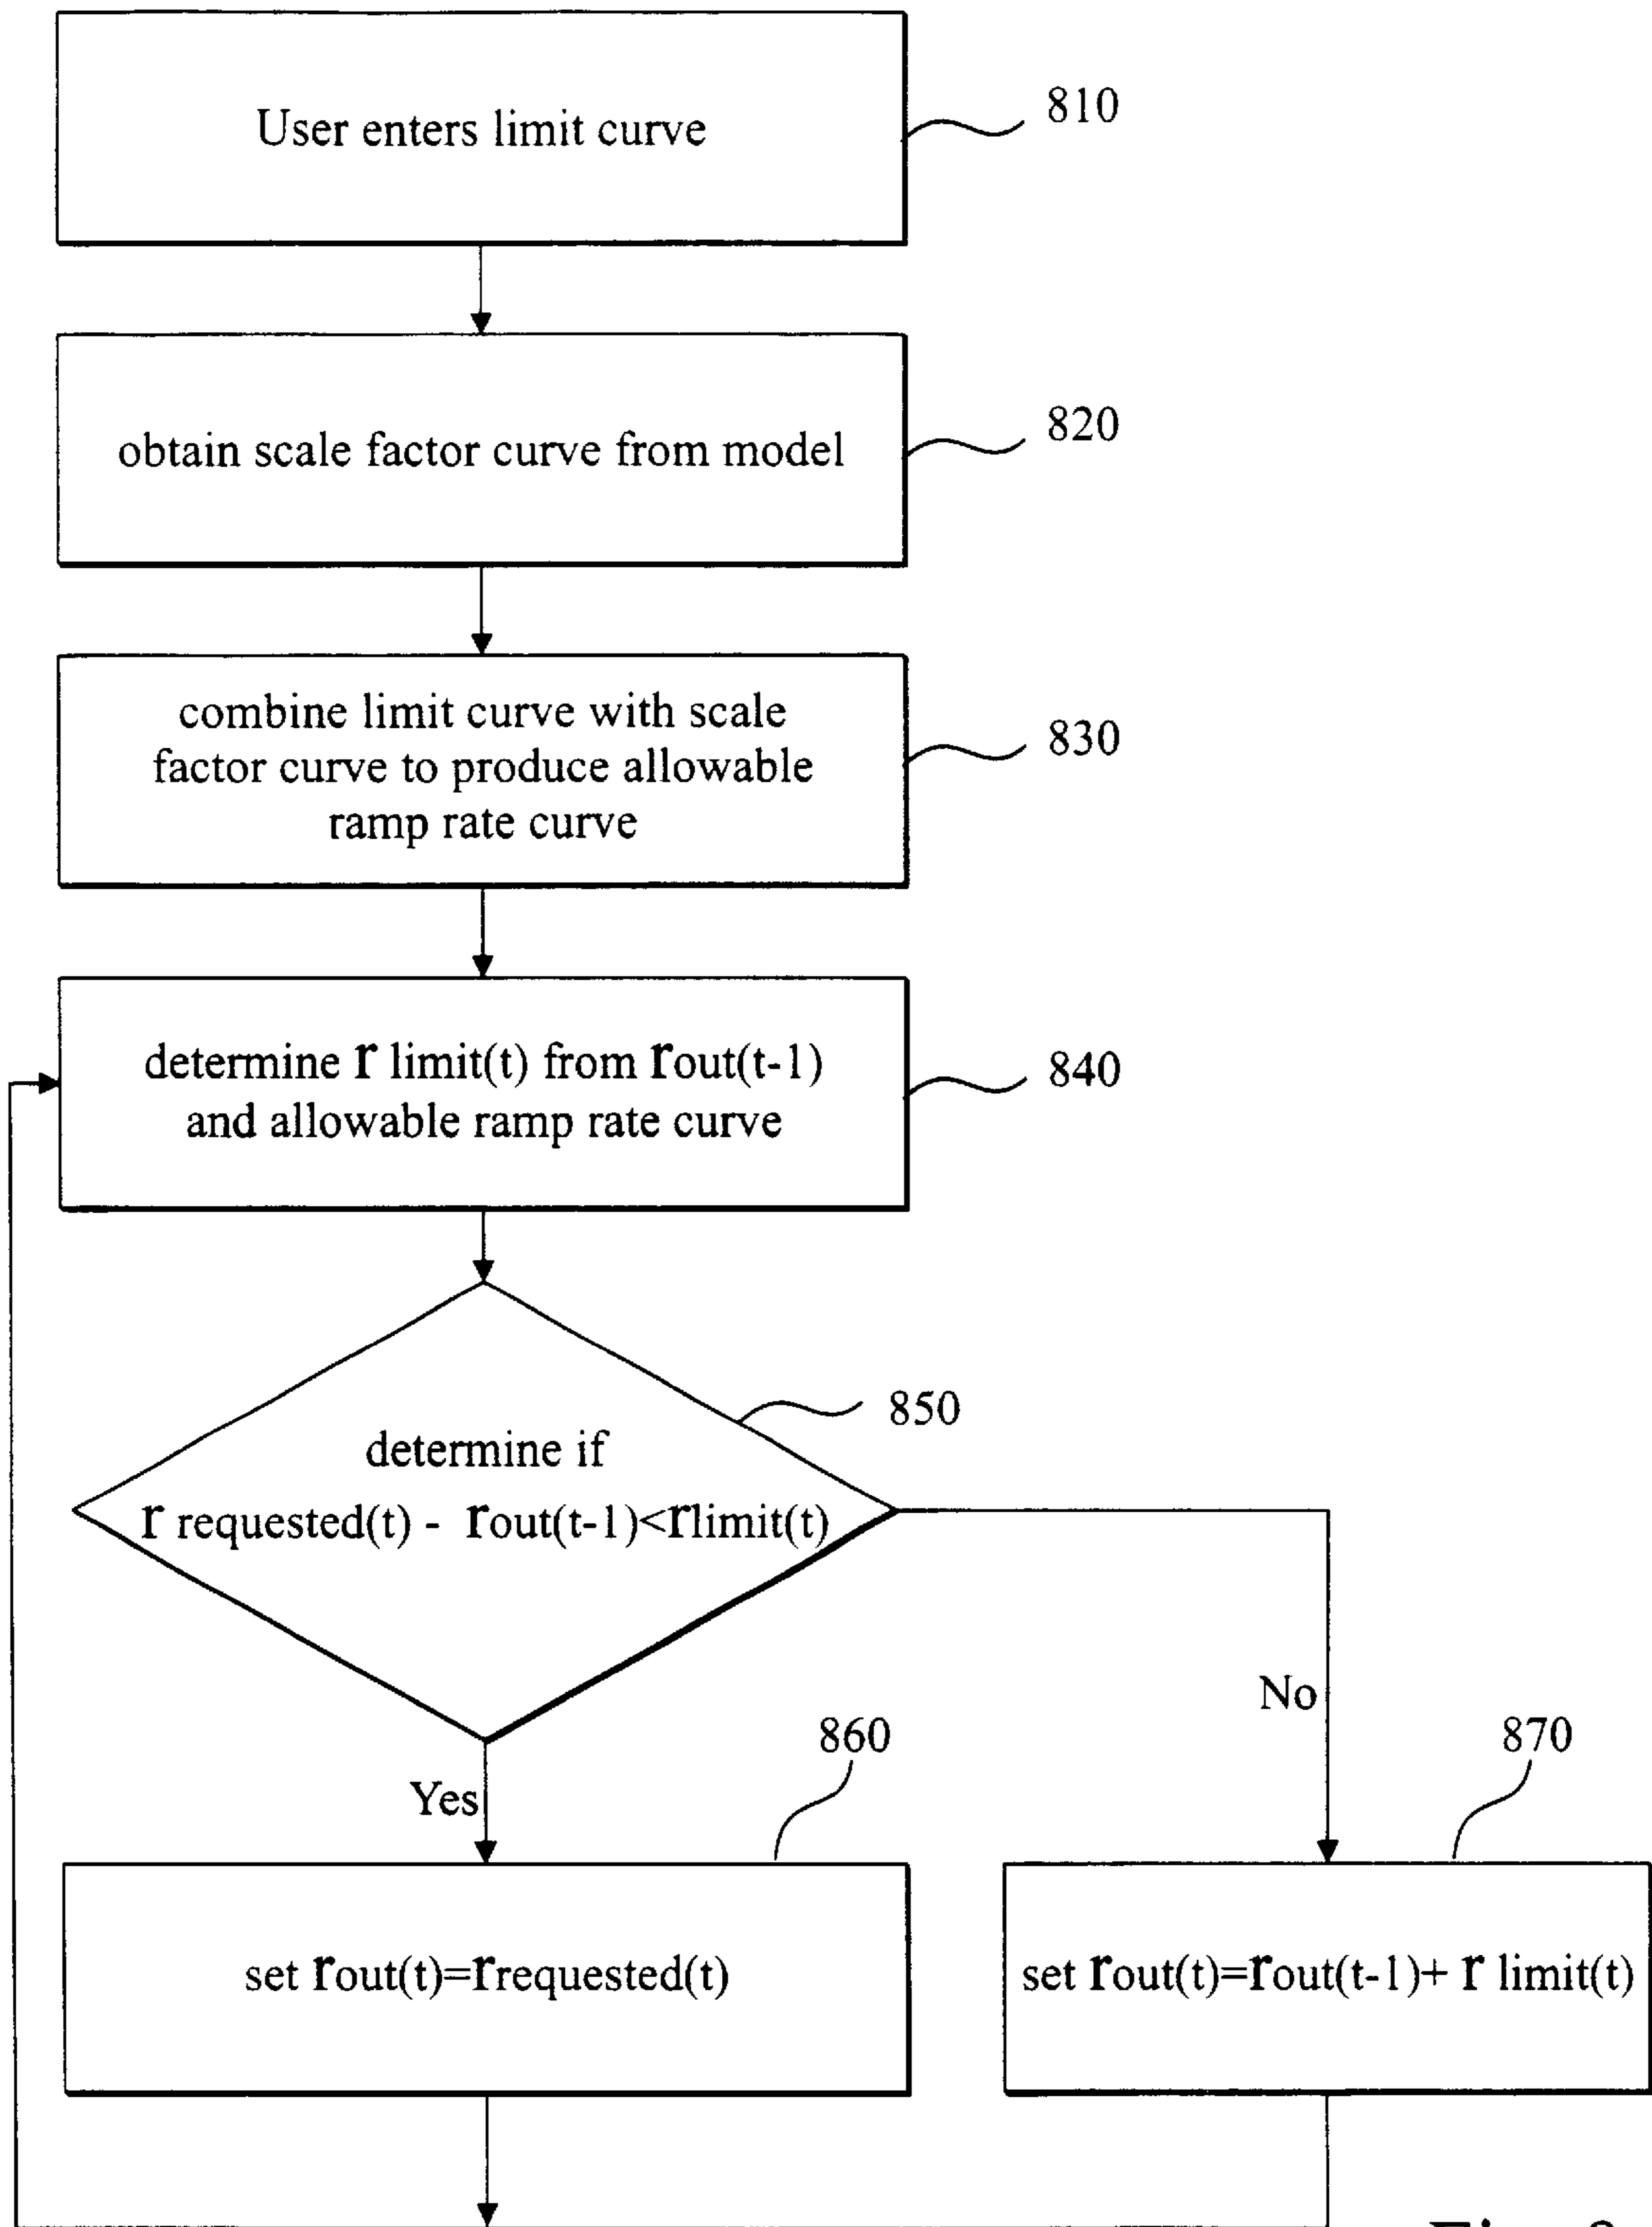 User enters limit curve
810
obtain scale factor curve from model
820
combine limit curve with scale
factor curve to produce allowable
ramp rate curve
830
determine r limit(t) from rout(t-1)
and allowable ramp rate curve
840
determine if
r requested(t) - rout(t-1)<rlimit(t)
850
No
Yes
860
870
set rout(t)=rrequested(t)
set rout(t)=rout(t-1)+ r limit(t)